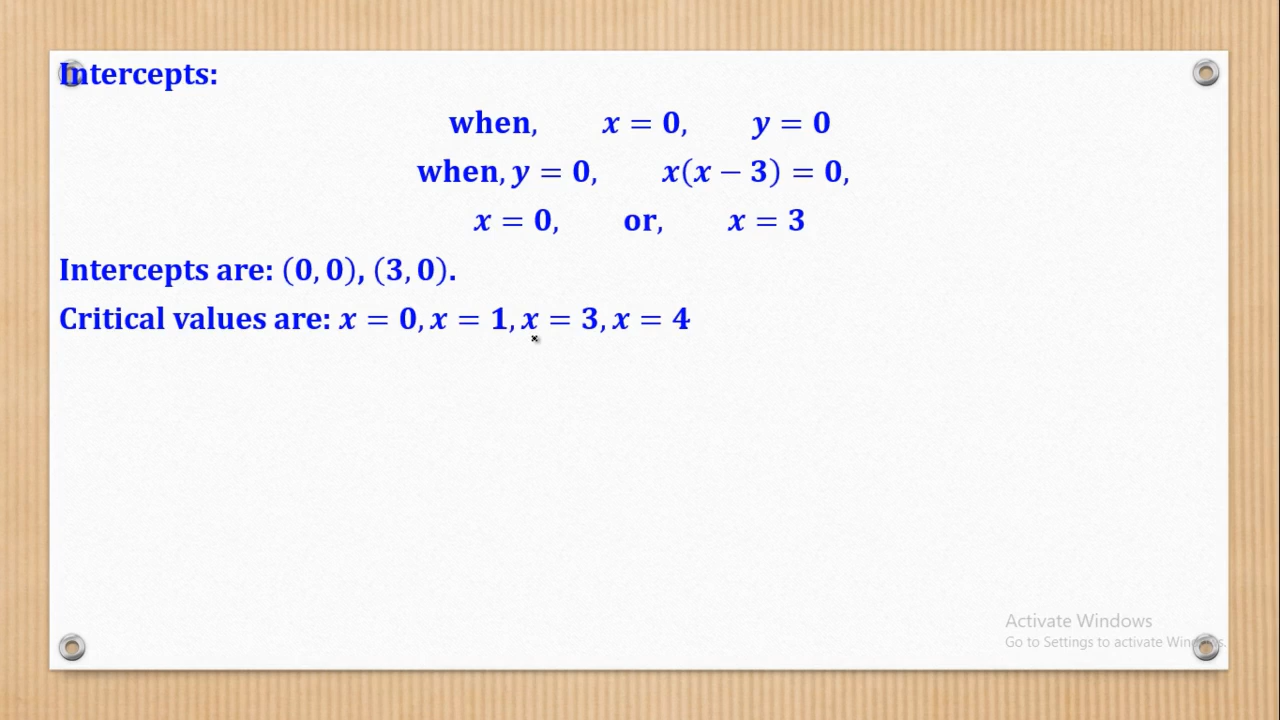 Intercepts:
when, x = 0, y = 0
when, y = 0, x(x − 3) = 0,
x = 0, or, x = 3
Intercepts are: (0, 0), (3, 0).
Critical values are: x = 0, x = 1, x = 3, x = 4
Activate Windows
Go to Settings to activate Windows.